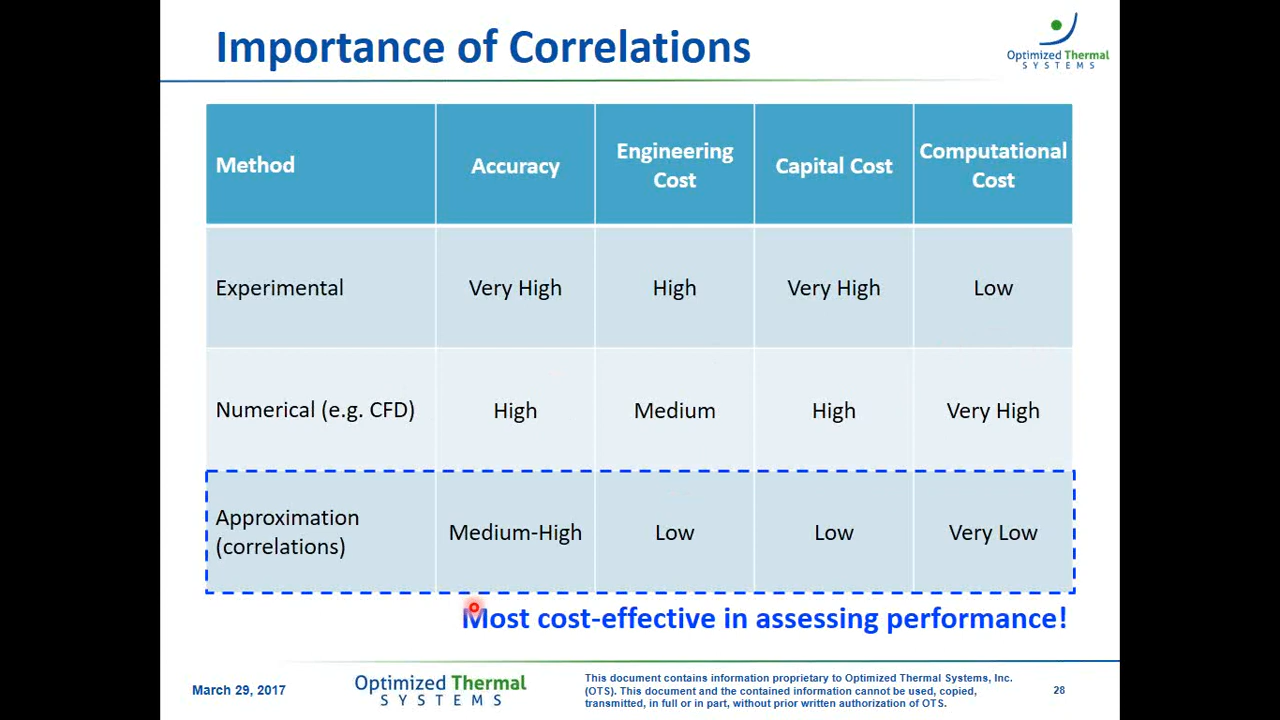 Importance of Correlations
Optimized Thermal
SYSTEMS
Method
Accuracy
Engineering
Cost
Capital Cost
Computational
Cost
Experimental
Very High
High
Very High
Low
Numerical (e.g. CFD)
High
Medium
High
Very High
Approximation
(correlations)
Medium-High
Low
Low
Very Low
Most cost-effective in assessing performance!
March 29, 2017
Optimized Thermal
SYSTEMS
This document contains information proprietary to Optimized Thermal Systems, Inc.
(OTS). This document and the contained information cannot be used, copied,
transmitted, in full or in part, without prior written authorization of OTS.
28